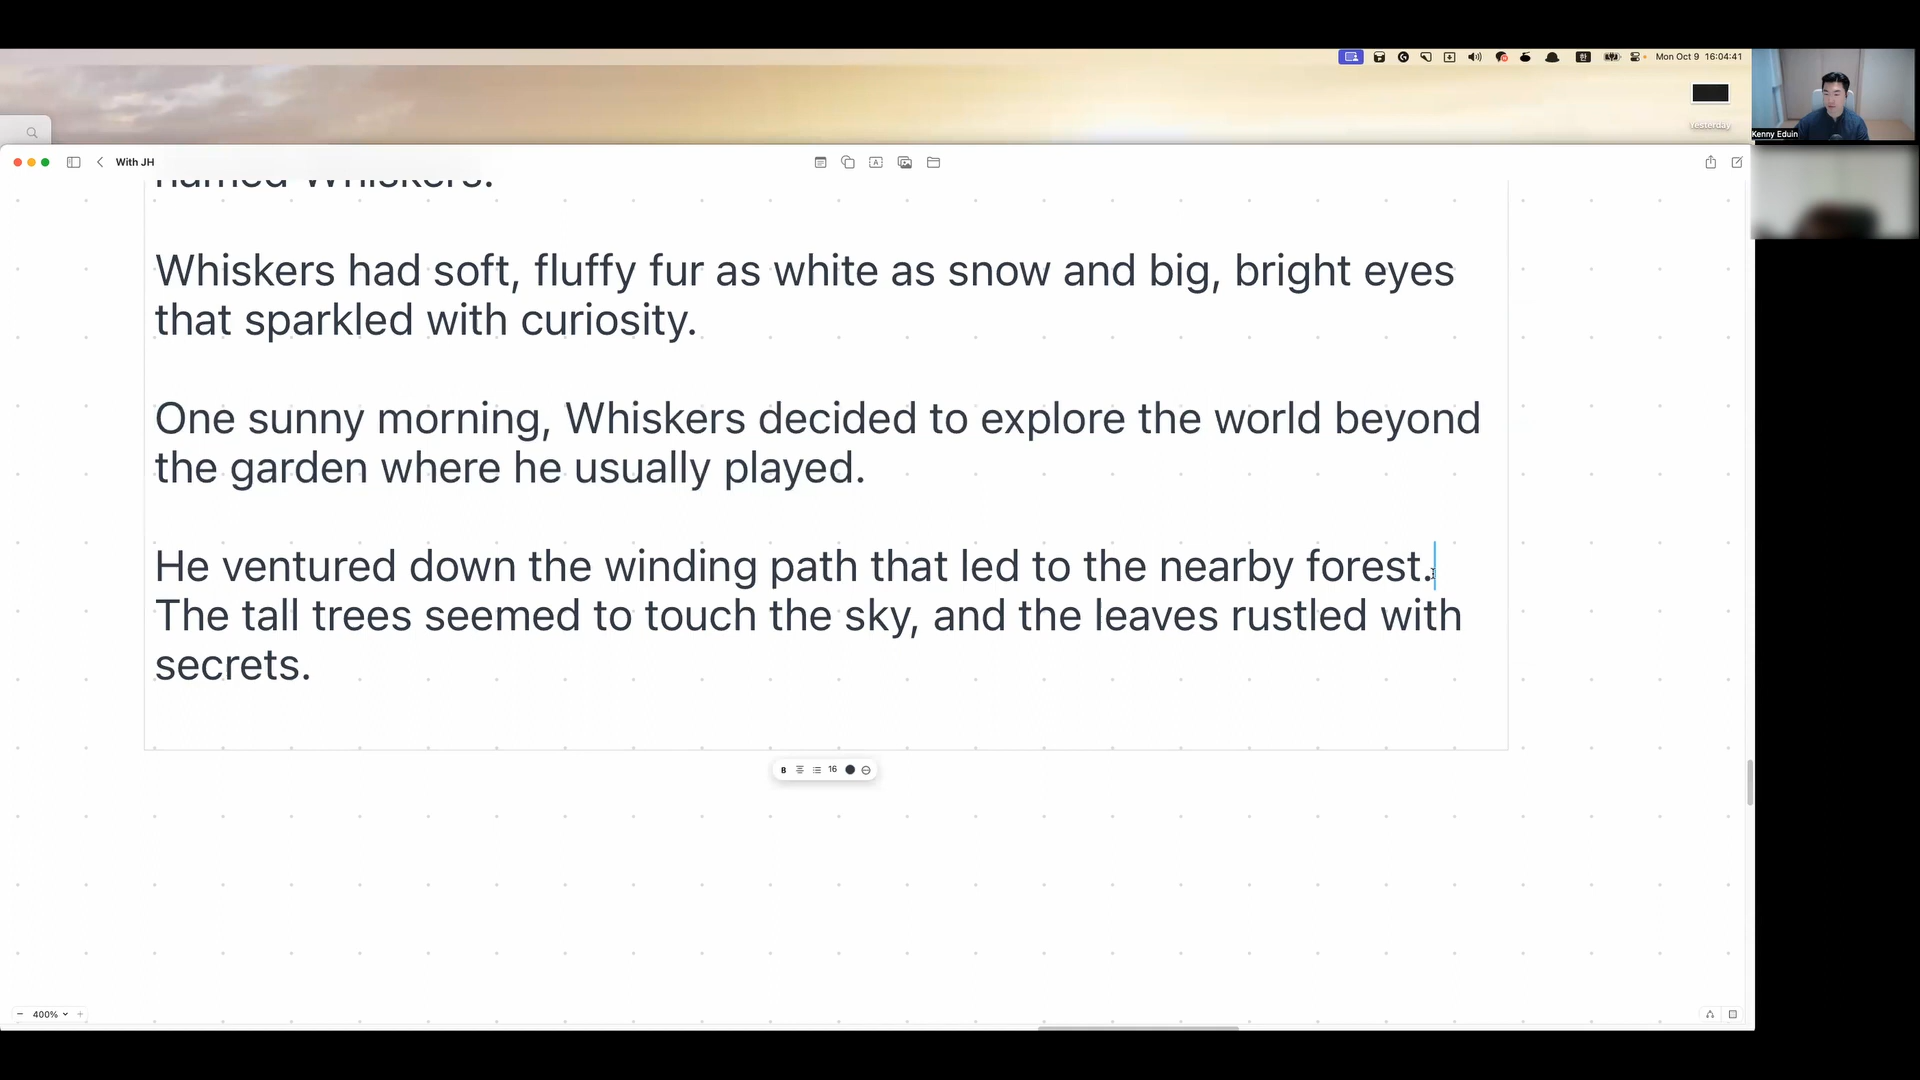 Mon Oct 9 16:04:41
Yesterday
Kenny Eduin
With JH
named Whiskers.
Whiskers had soft, fluffy fur as white as snow and big, bright eyes
that sparkled with curiosity.
One sunny morning, Whiskers decided to explore the world beyond
the garden where he usually played.
He ventured down the winding path that led to the nearby forest.
The tall trees seemed to touch the sky, and the leaves rustled with
secrets.
B 16
400%